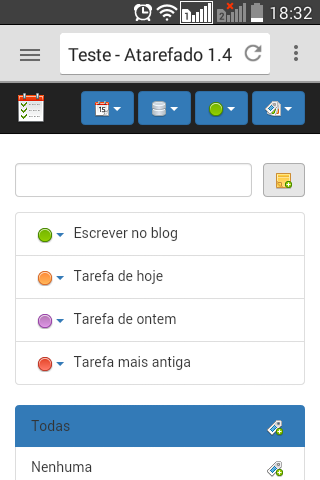 18:32
Teste - Atarefado 1.4
Escrever no blog
Tarefa de hoje
Tarefa de ontem
Tarefa mais antiga
Todas
Nenhuma